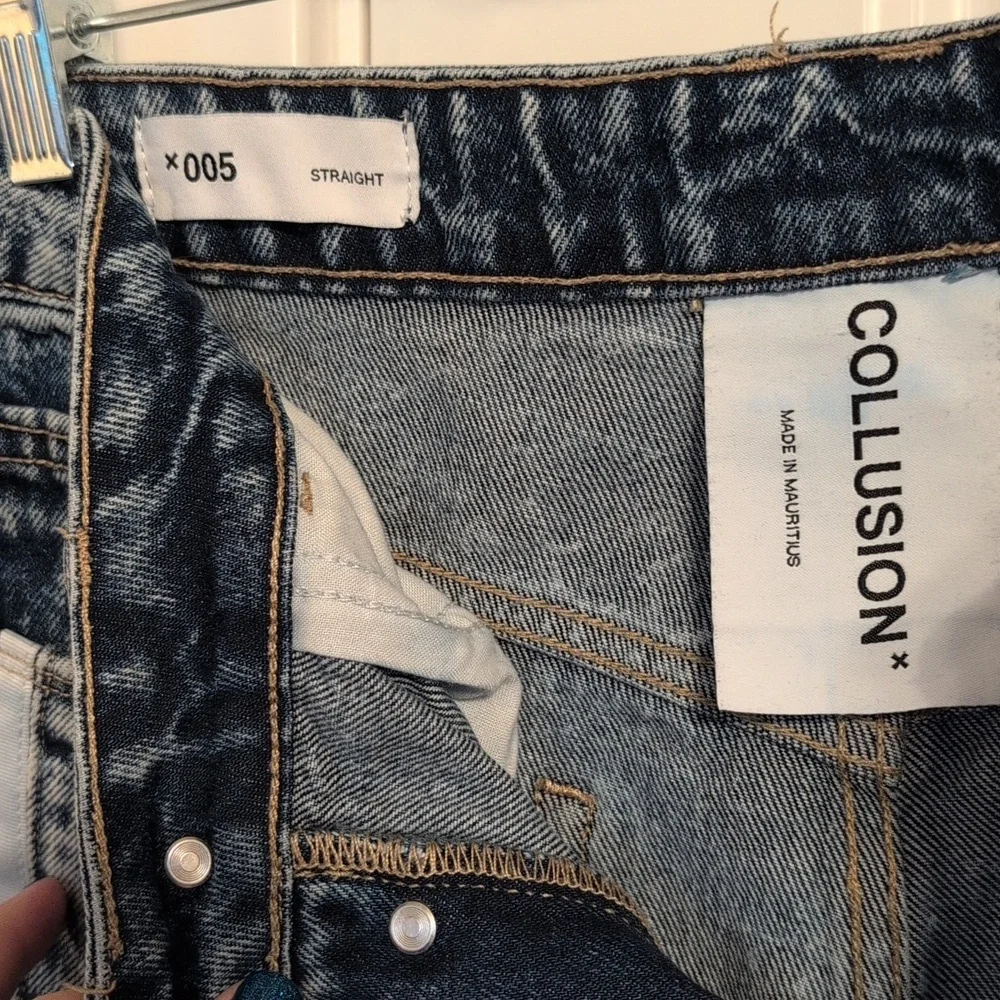 ×005
STRAIGHT
COLLUSION×
MADE IN MAURITIUS